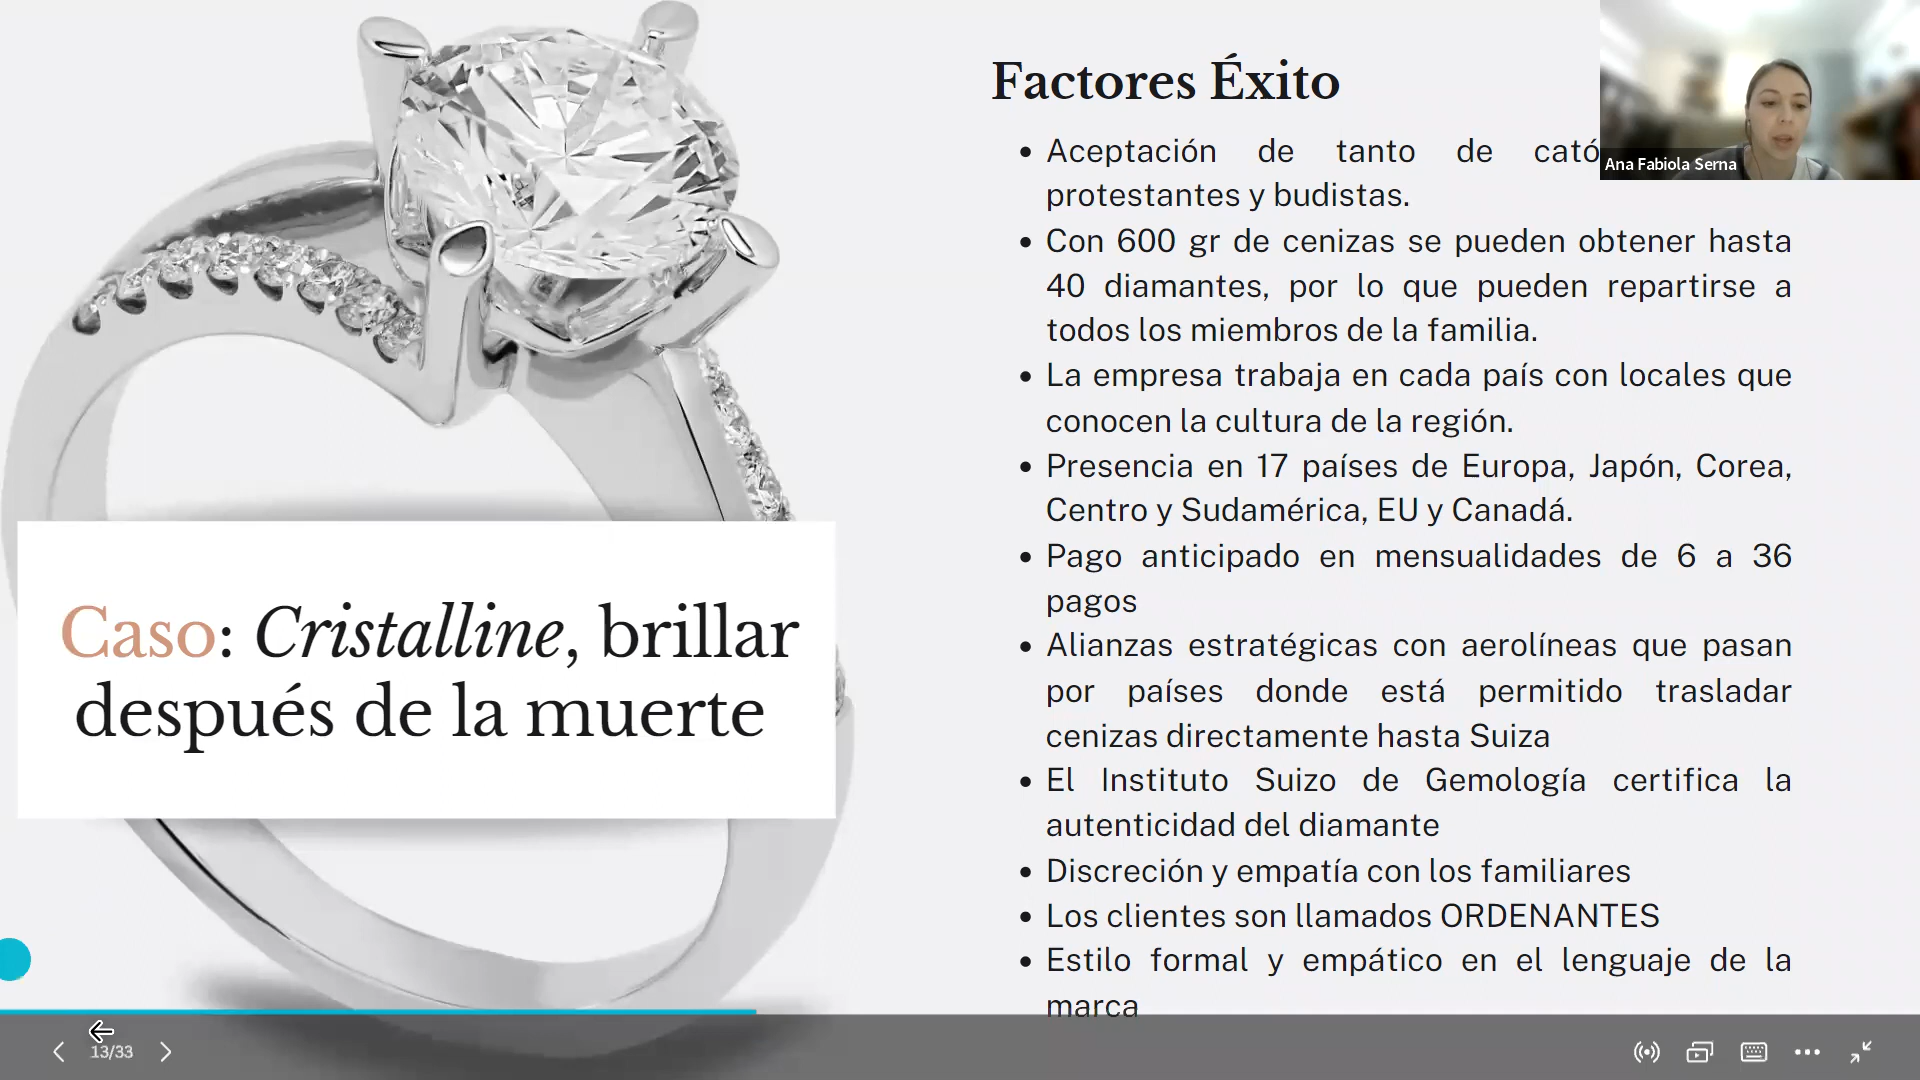 Factores Éxito
Aceptación de tanto de
protestantes y budistas.
Con 600 gr de cenizas se pueden obtener hasta
40 diamantes, por lo que pueden repartirse a
todos los miembros de la familia.
La empresa trabaja en cada país con locales que
conocen la cultura de la región.
Presencia en 17 países de Europa, Japón, Corea,
Centro y Sudamérica, EU y Canadá.
Pago anticipado en mensualidades de 6 a 36
pagos
Alianzas estratégicas con aerolíneas que pasan
por países donde está permitido trasladar
cenizas directamente hasta Suiza
El Instituto Suizo de Gemología certifica la
autenticidad del diamante
Discreción y empatía con los familiares
Los clientes son llamados ORDENANTES
Estilo formal y empático en el lenguaje de la
marca
Caso: Cristalline, brillar
después de la muerte
Ana Fabiola Serna
13/33